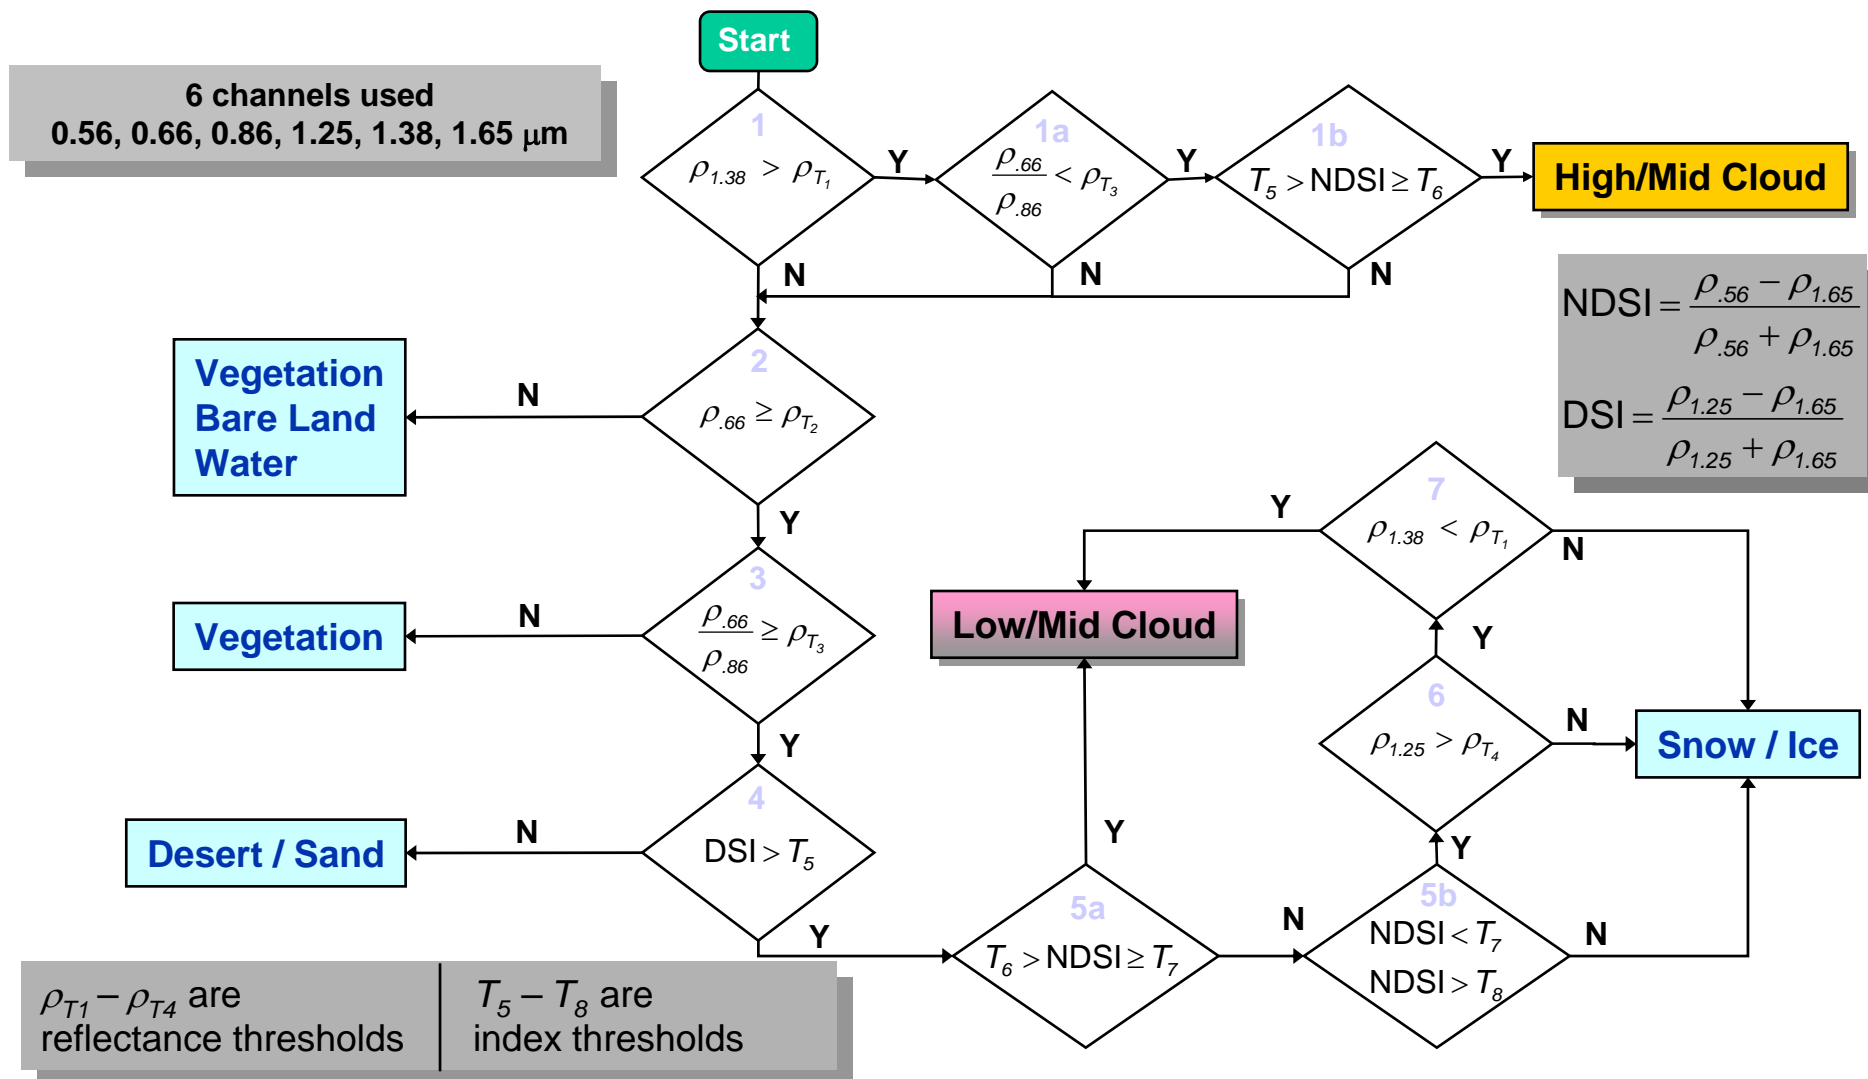 Start
6 channels used
0.56, 0.66, 0.86, 1.25, 1.38, 1.65 μm
1
ρ1.38 > ρT1
Y
1a
ρ.66 / ρ.86 < ρT3
Y
1b
T5 > NDSI ≥ T6
Y
High/Mid Cloud
N
N
N
NDSI = (ρ.56 − ρ1.65) / (ρ.56 + ρ1.65)
DSI = (ρ1.25 − ρ1.65) / (ρ1.25 + ρ1.65)
2
ρ.66 ≥ ρT2
N
Vegetation
Bare Land
Water
Y
3
ρ.66 / ρ.86 ≥ ρT3
N
Vegetation
Y
4
DSI > T5
N
Desert / Sand
Y
5a
T6 > NDSI ≥ T7
Y
Low/Mid Cloud
N
5b
NDSI < T7
NDSI > T8
N
Y
6
ρ1.25 > ρT4
N
Snow / Ice
Y
7
ρ1.38 < ρT1
Y
N
ρT1 – ρT4 are
reflectance thresholds
T5 – T8 are
index thresholds